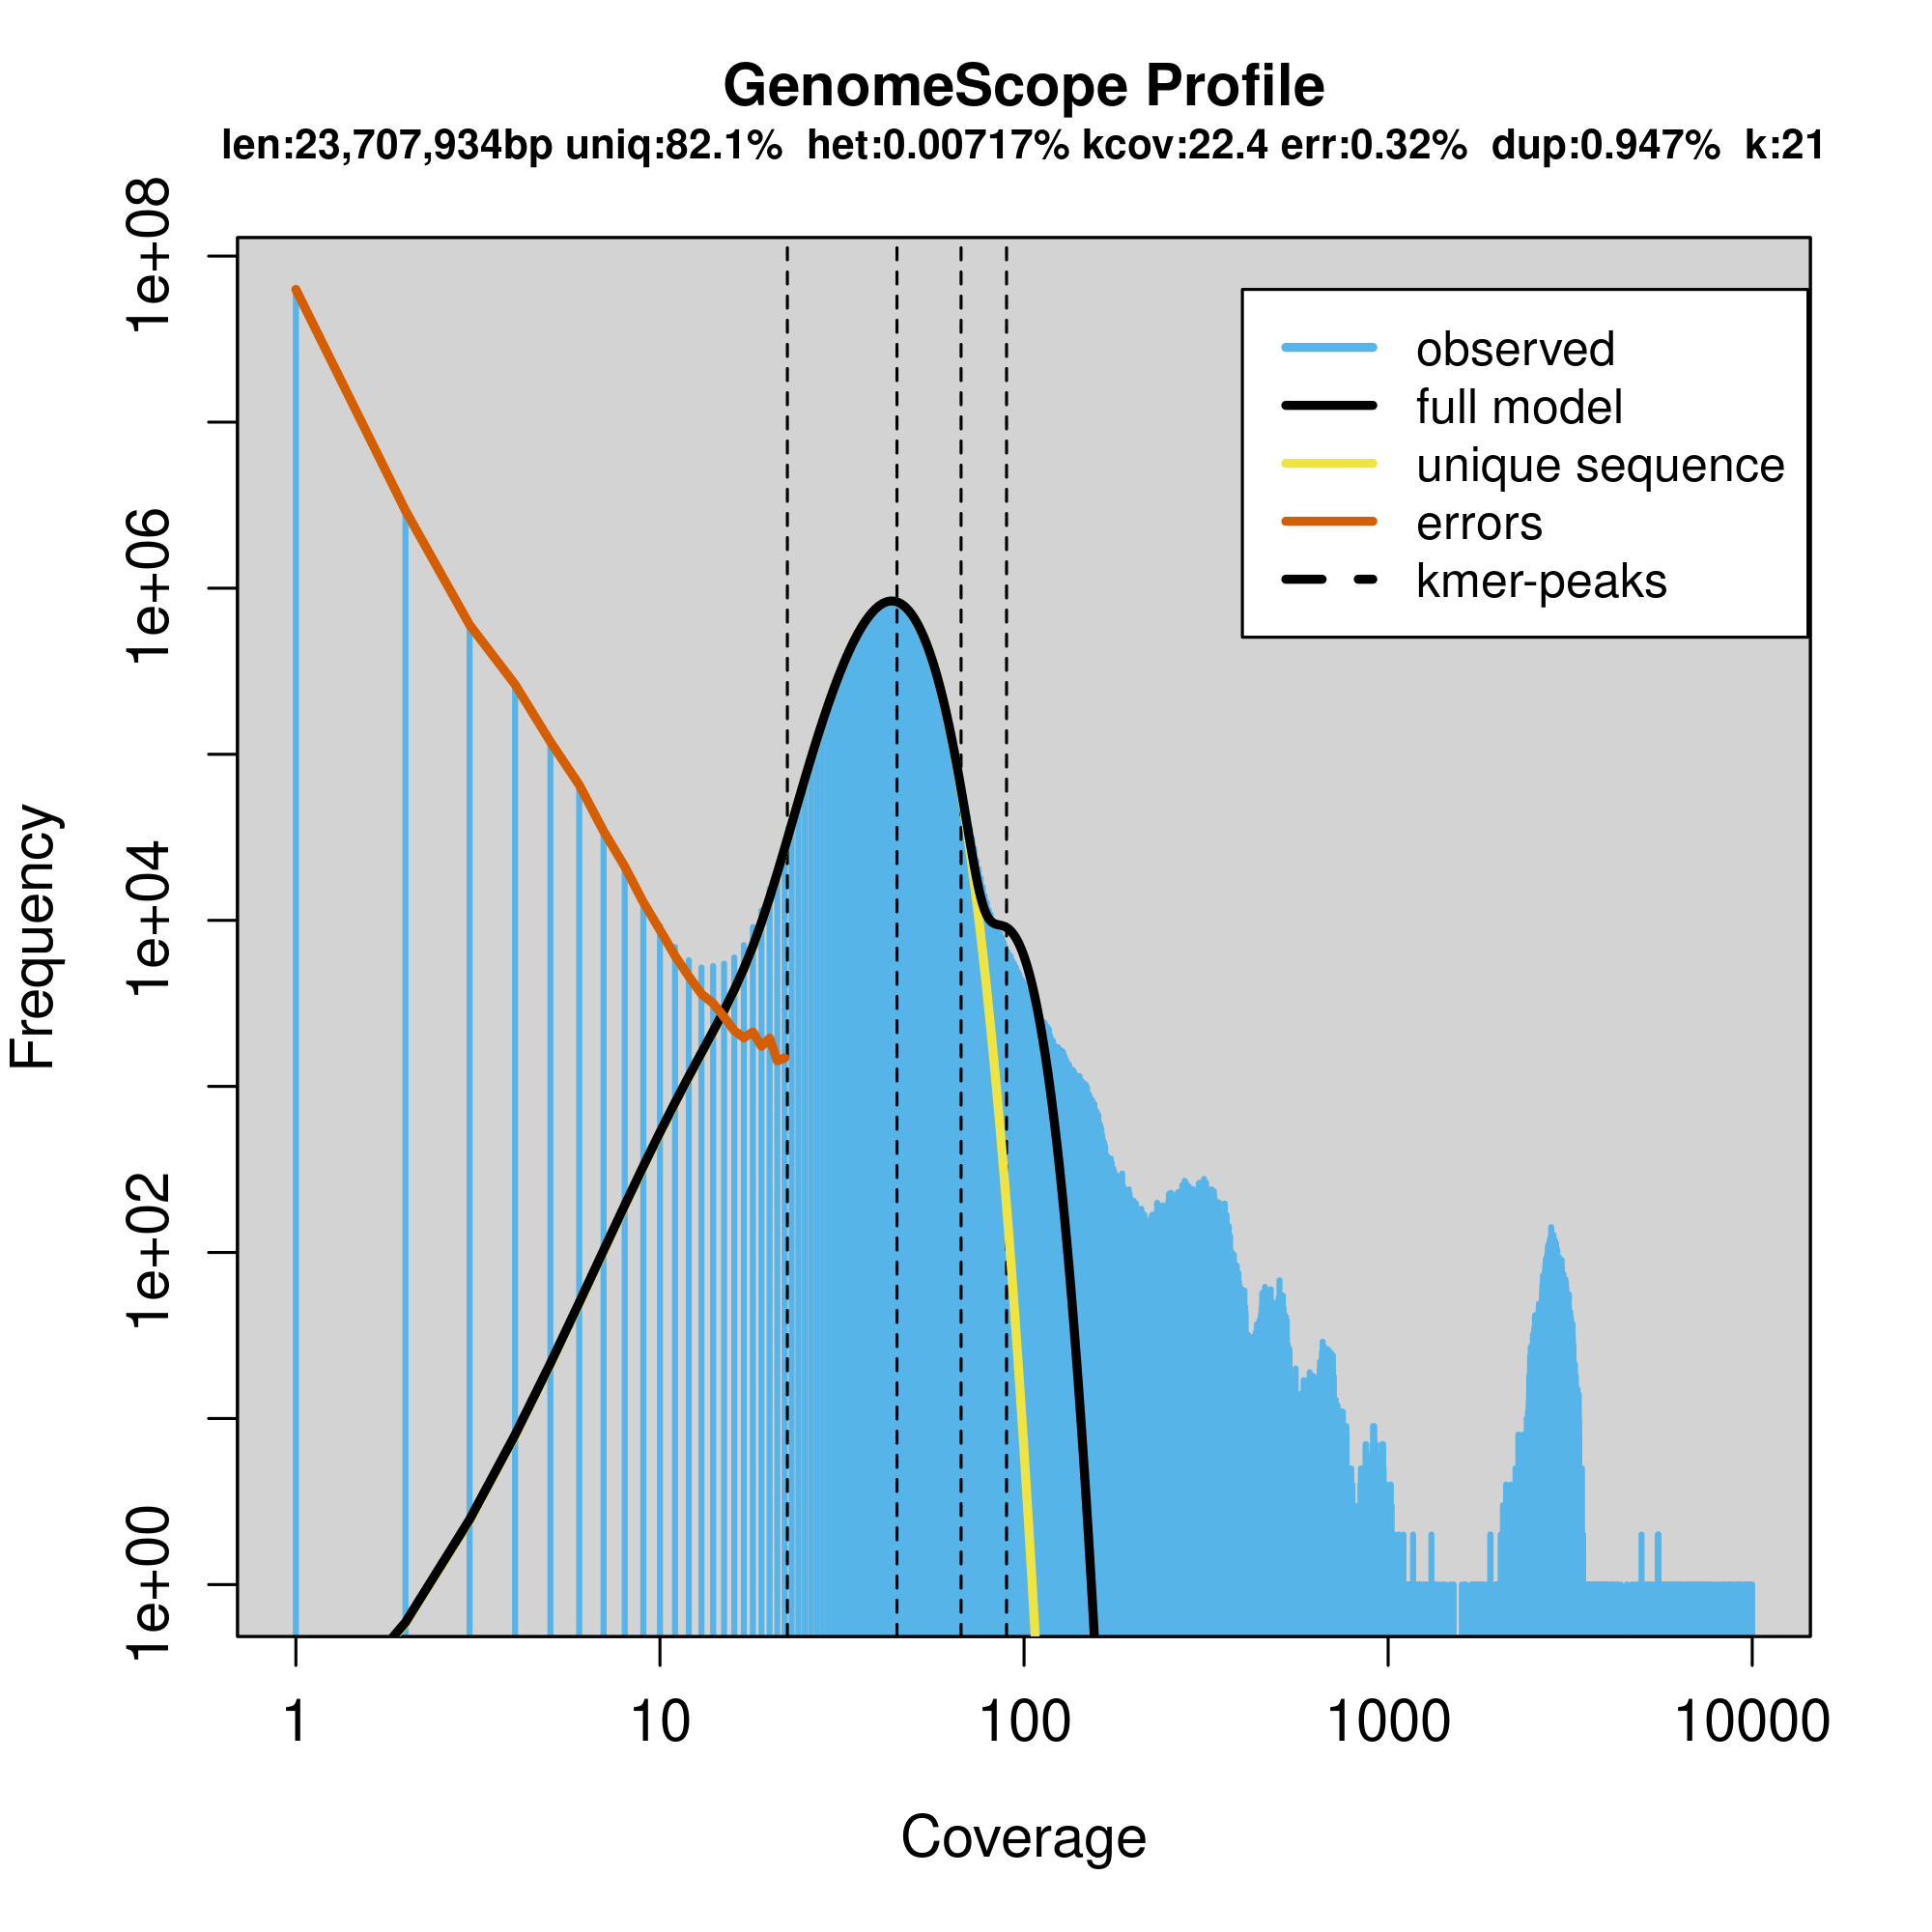 GenomeScope Profile
len:23,707,934bp uniq:82.1% het:0.00717% kcov:22.4 err:0.32% dup:0.947% k:21
1e+08
1e+06
1e+04
1e+02
1e+00
Frequency
observed
full model
unique sequence
errors
kmer-peaks
1 10 100 1000 10000
Coverage